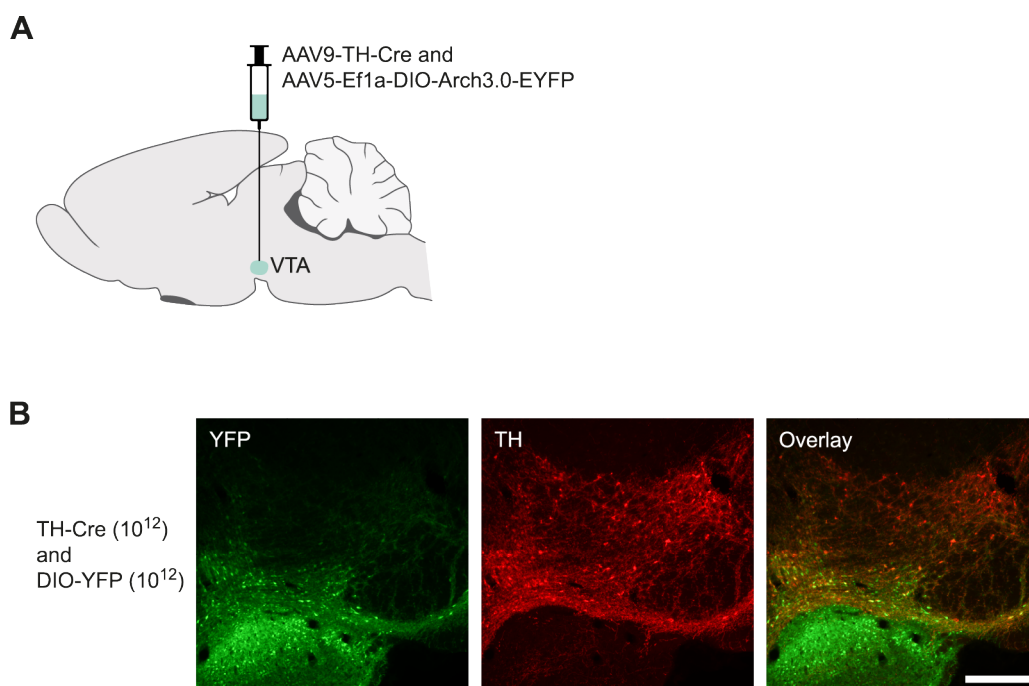 A
AAV9-TH-Cre and
AAV5-Ef1a-DIO-Arch3.0-EYFP
VTA
B
YFP
TH
Overlay
TH-Cre (10¹²)
and
DIO-YFP (10¹²)